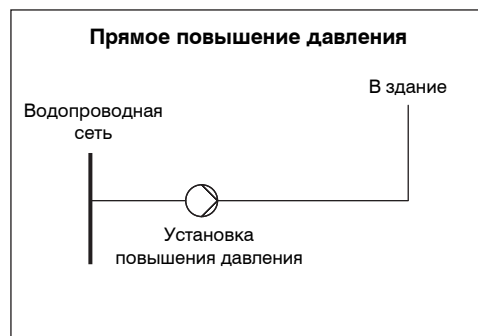 Прямое повышение давления
В здание
Водопроводная
сеть
Установка
повышения давления